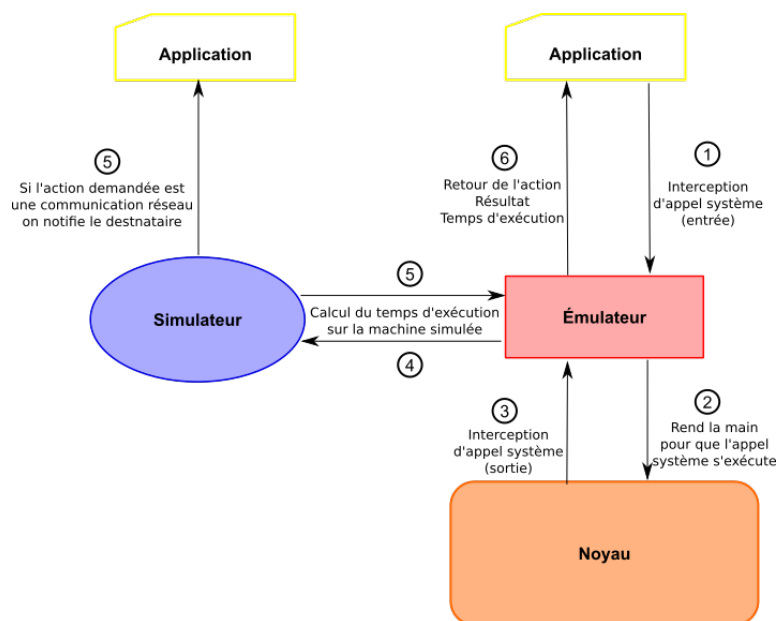 Application
Application
5
Si l'action demandée est
une communication réseau
on notifie le destnataire
6
Retour de l'action
Résultat
Temps d'exécution
1
Interception
d'appel système
(entrée)
Simulateur
5
Calcul du temps d'exécution
sur la machine simulée
4
Émulateur
3
Interception
d'appel système
(sortie)
2
Rend la main
pour que l'appel
système s'exécute
Noyau